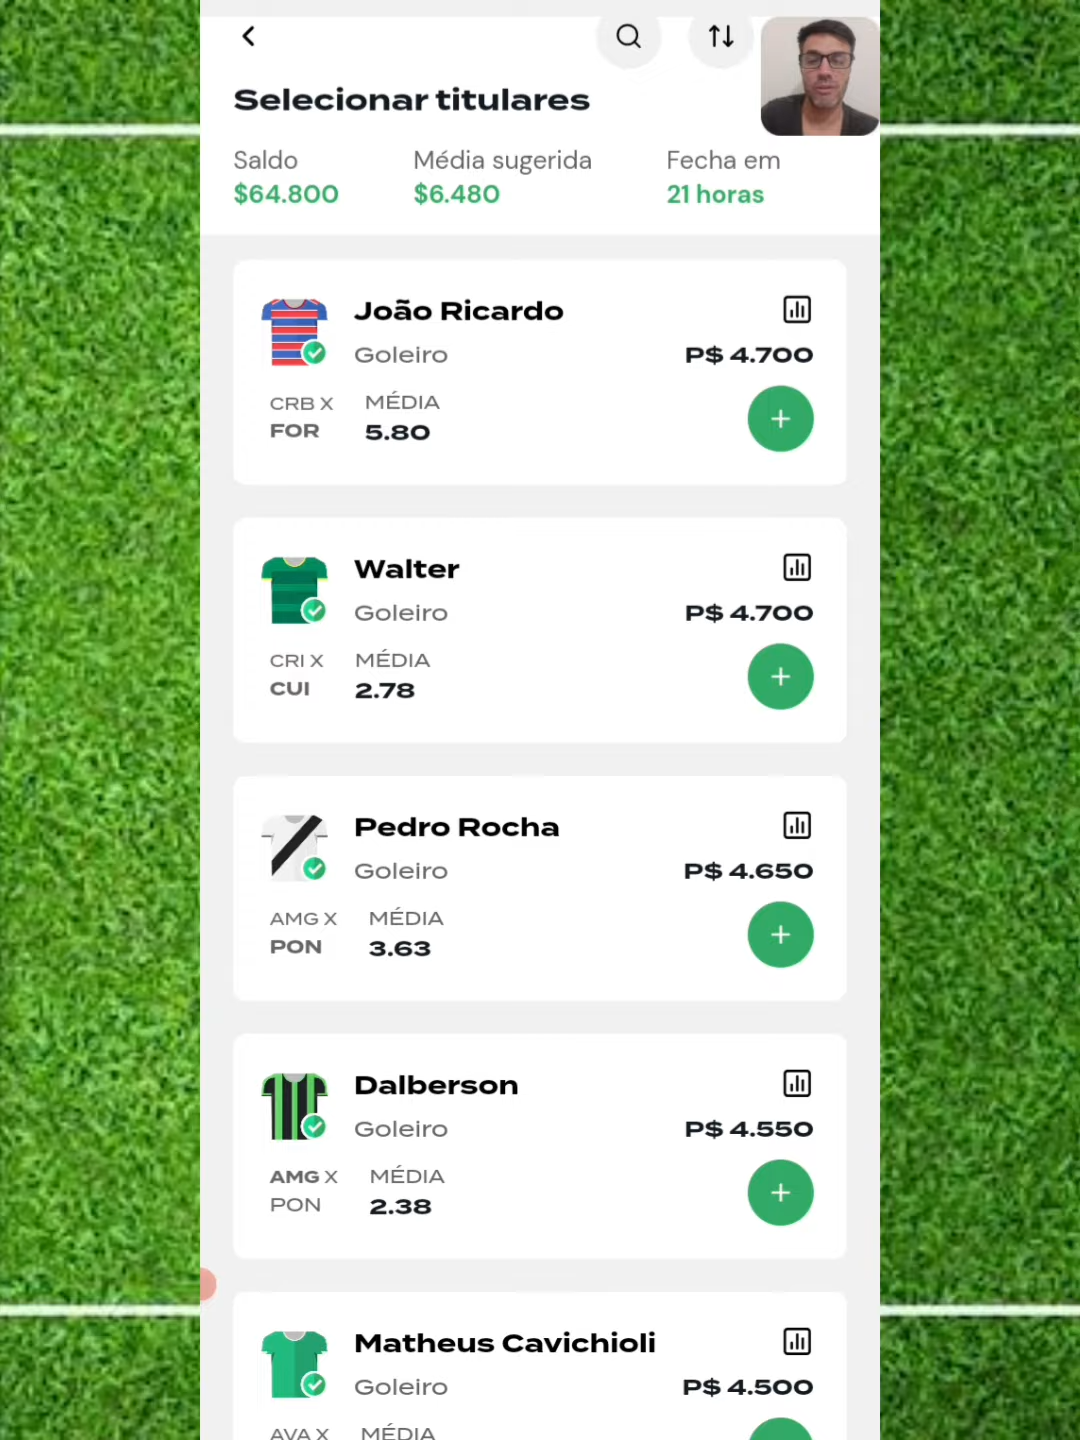 Selecionar titulares
Saldo
Média sugerida
Fecha em
$64.800
$6.480
21 horas
João Ricardo
Goleiro
P$ 4.700
CRB X
FOR
MÉDIA
5.80
Walter
Goleiro
P$ 4.700
CRI X
CUI
MÉDIA
2.78
Pedro Rocha
Goleiro
P$ 4.650
AMG X
PON
MÉDIA
3.63
Dalberson
Goleiro
P$ 4.550
AMG X
PON
MÉDIA
2.38
Matheus Cavichioli
Goleiro
P$ 4.500
AVA X
MÉDIA